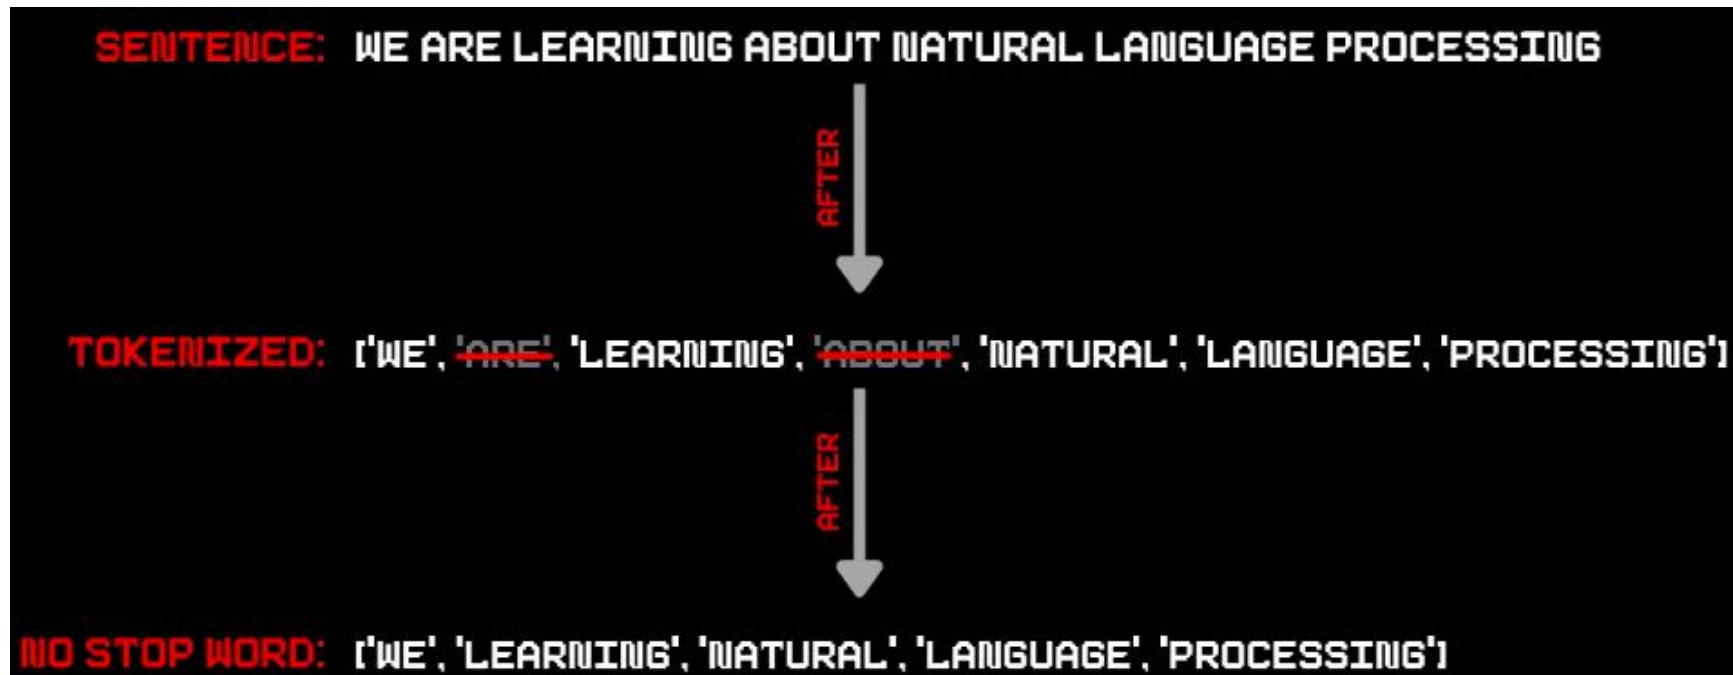 SENTENCE: WE ARE LEARNING ABOUT NATURAL LANGUAGE PROCESSING
AFTER
TOKENIZED: ['WE', 'ARE', 'LEARNING', 'ABOUT', 'NATURAL', 'LANGUAGE', 'PROCESSING']
AFTER
NO STOP WORD: ['WE', 'LEARNING', 'NATURAL', 'LANGUAGE', 'PROCESSING']